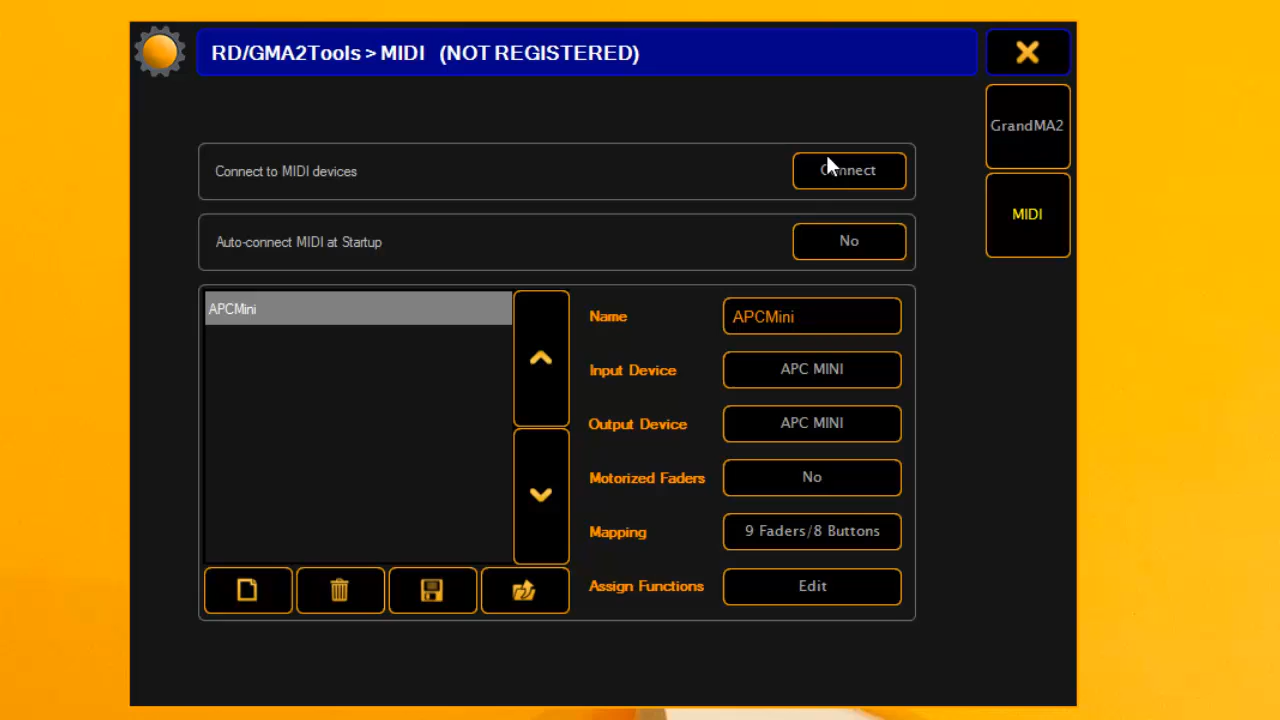 RD/GMA2Tools > MIDI (NOT REGISTERED)
GrandMA2
MIDI
Connect to MIDI devices
Connect
Auto-connect MIDI at Startup
No
APCMini
Name
APCMini
Input Device
APC MINI
Output Device
APC MINI
Motorized Faders
No
Mapping
9 Faders/8 Buttons
Assign Functions
Edit